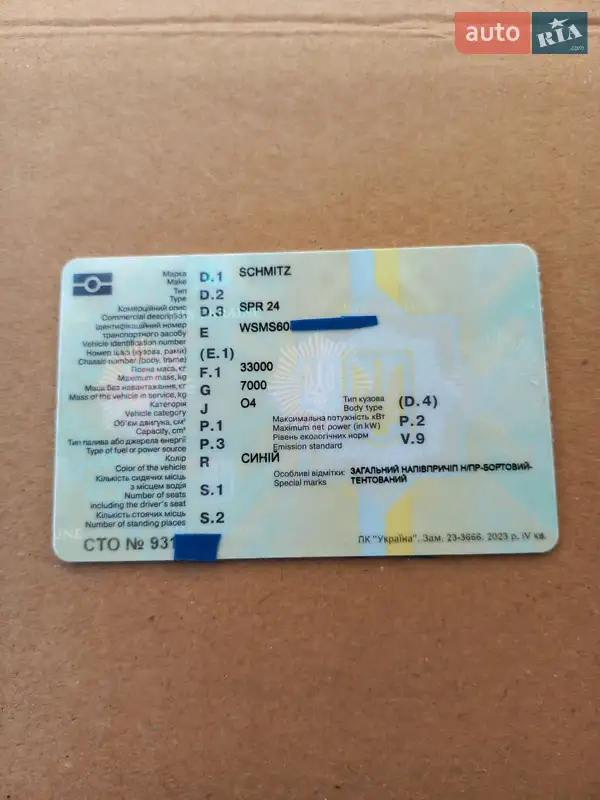 auto RIA .com
Марка D.1 SCHMITZ
Make
Тип D.2
Type
Комерційний опис D.3 SPR 24
Commercial description
Ідентифікаційний номер E WSMS60
транспортного засобу
Vehicle identification number
Номер шасі (кузова, рами) (E.1)
Chassis number (body, frame)
Повна маса, кг F.1 33000
Maximum mass, kg
Маса без навантаження, кг G 7000
Mass of the vehicle in service, kg
Категорія J O4
Vehicle category
Тип кузова (D.4)
Body type
Об'єм двигуна, см³ P.1
Capacity, cm³
Максимальна потужність кВт P.2
Maximum net power (in kW)
Тип палива або джерела енергії P.3
Type of fuel or power source
Рівень екологічних норм V.9
Emission standard
Колір R СИНІЙ
Color of the vehicle
Особливі відмітки: ЗАГАЛЬНИЙ НАПІВПРИЧІП Н/ПР-БОРТОВИЙ-
Special marks ТЕНТОВАНИЙ
Кількість сидячих місць S.1
з місцем водія
Number of seats
including the driver's seat
Кількість стоячих місць S.2
Number of standing places
СТО № 931
ПК "Україна". Зам. 23-3666. 2023 р. IV кв.